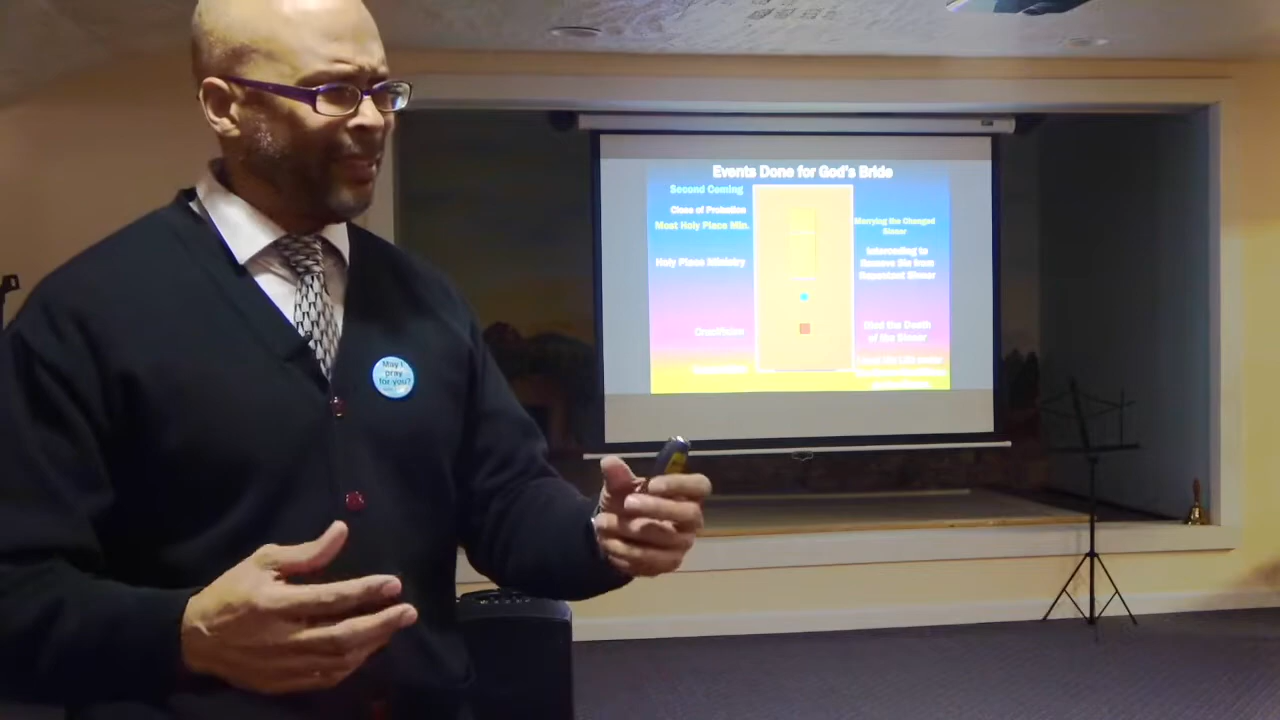 Events Done for God's Bride
Second Coming
Close of Probation
Most Holy Place Min.
Holy Place Ministry
Crucifixion
Marrying the Changed
Sinner
Interceding to
Remove Sin from
Repentant Sinner
Died the Death
of the Sinner
May I
pray
for you?